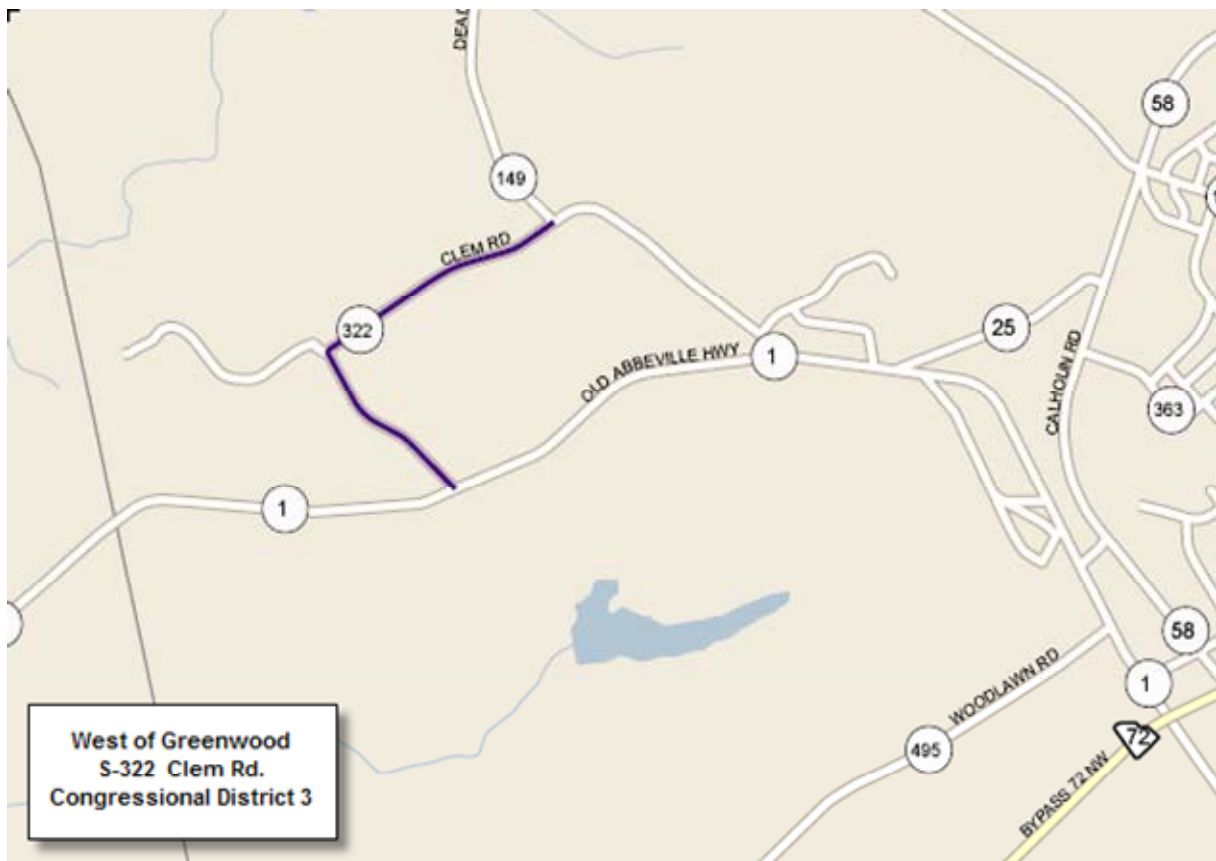 DEAD
58
149
CLEM RD
322
25
1
OLD ABBEVILLE HWY
CALHOUN RD
363
1
58
WOODLAWN RD
1
495
72
BYPASS 72 NW
West of Greenwood
S-322 Clem Rd.
Congressional District 3